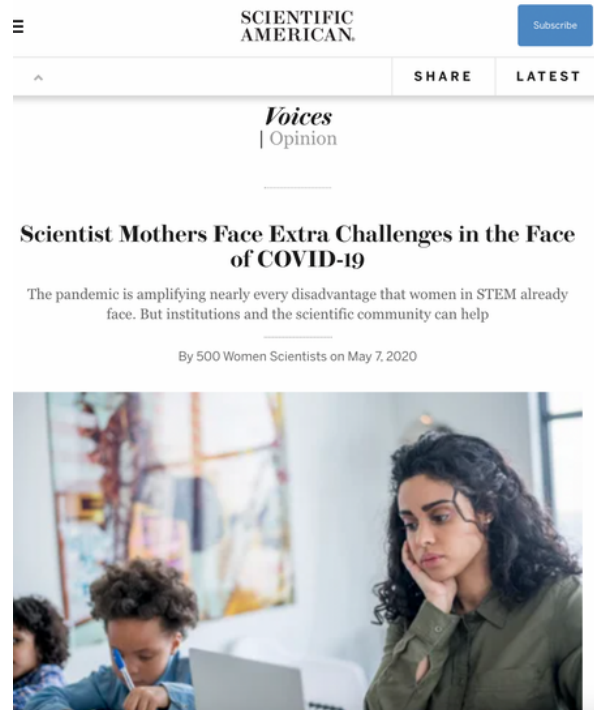 SCIENTIFIC
AMERICAN®
Subscribe
SHARE
LATEST
Voices
| Opinion
Scientist Mothers Face Extra Challenges in the Face
of COVID-19
The pandemic is amplifying nearly every disadvantage that women in STEM already
face. But institutions and the scientific community can help
By 500 Women Scientists on May 7, 2020